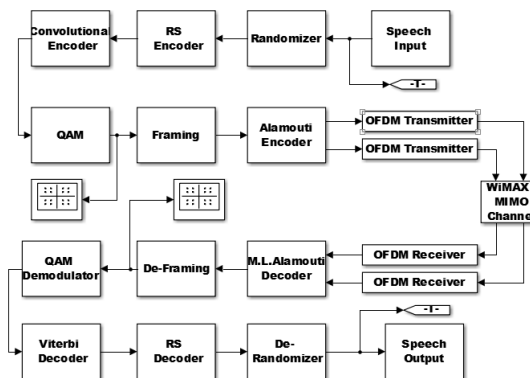 Convolutional
Encoder
RS
Encoder
Randomizer
Speech
Input
-T-
QAM
Framing
Alamouti
Encoder
OFDM Transmitter
OFDM Transmitter
WiMAX
MIMO
Channe
QAM
Demodulator
De-Framing
M.L.Alamouti
Decoder
OFDM Receiver
OFDM Receiver
-T-
Viterbi
Decoder
RS
Decoder
De-
Randomizer
Speech
Output